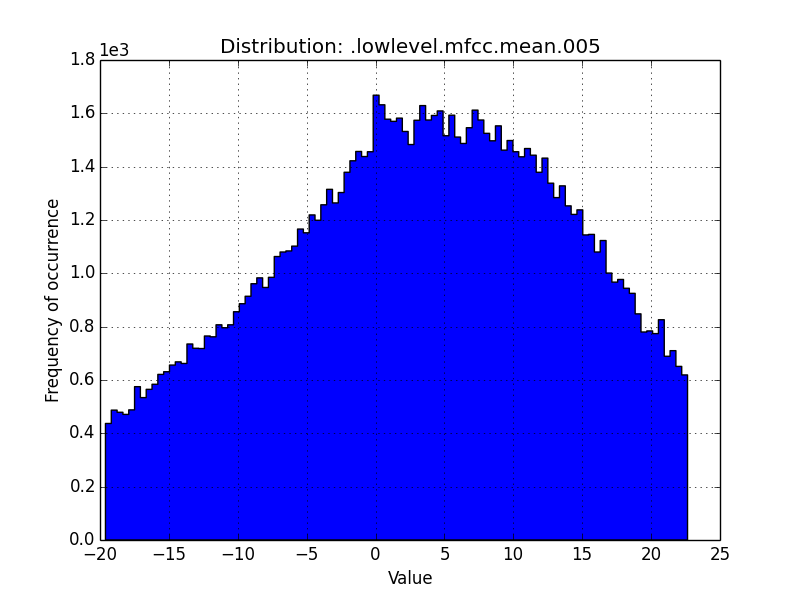 Distribution: .lowlevel.mfcc.mean.005
1e3
1.8
1.6
1.4
1.2
1.0
0.8
0.6
0.4
0.2
0.0
Frequency of occurrence
−20 −15 −10 −5 0 5 10 15 20 25
Value